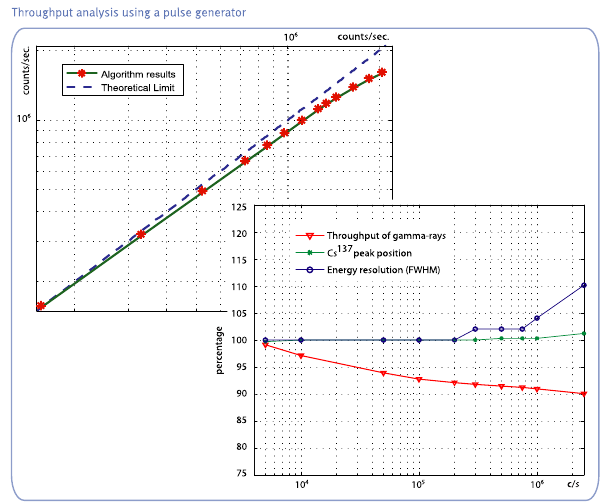 Throughput analysis using a pulse generator
10⁶ counts/sec.
counts/sec.
Algorithm results
Theoretical Limit
10⁶
125
120
115
110
105
100
95
90
85
80
75
percentage
Throughput of gamma-rays
Cs¹³⁷ peak position
Energy resolution (FWHM)
10⁴ 10⁵ 10⁶ c/s